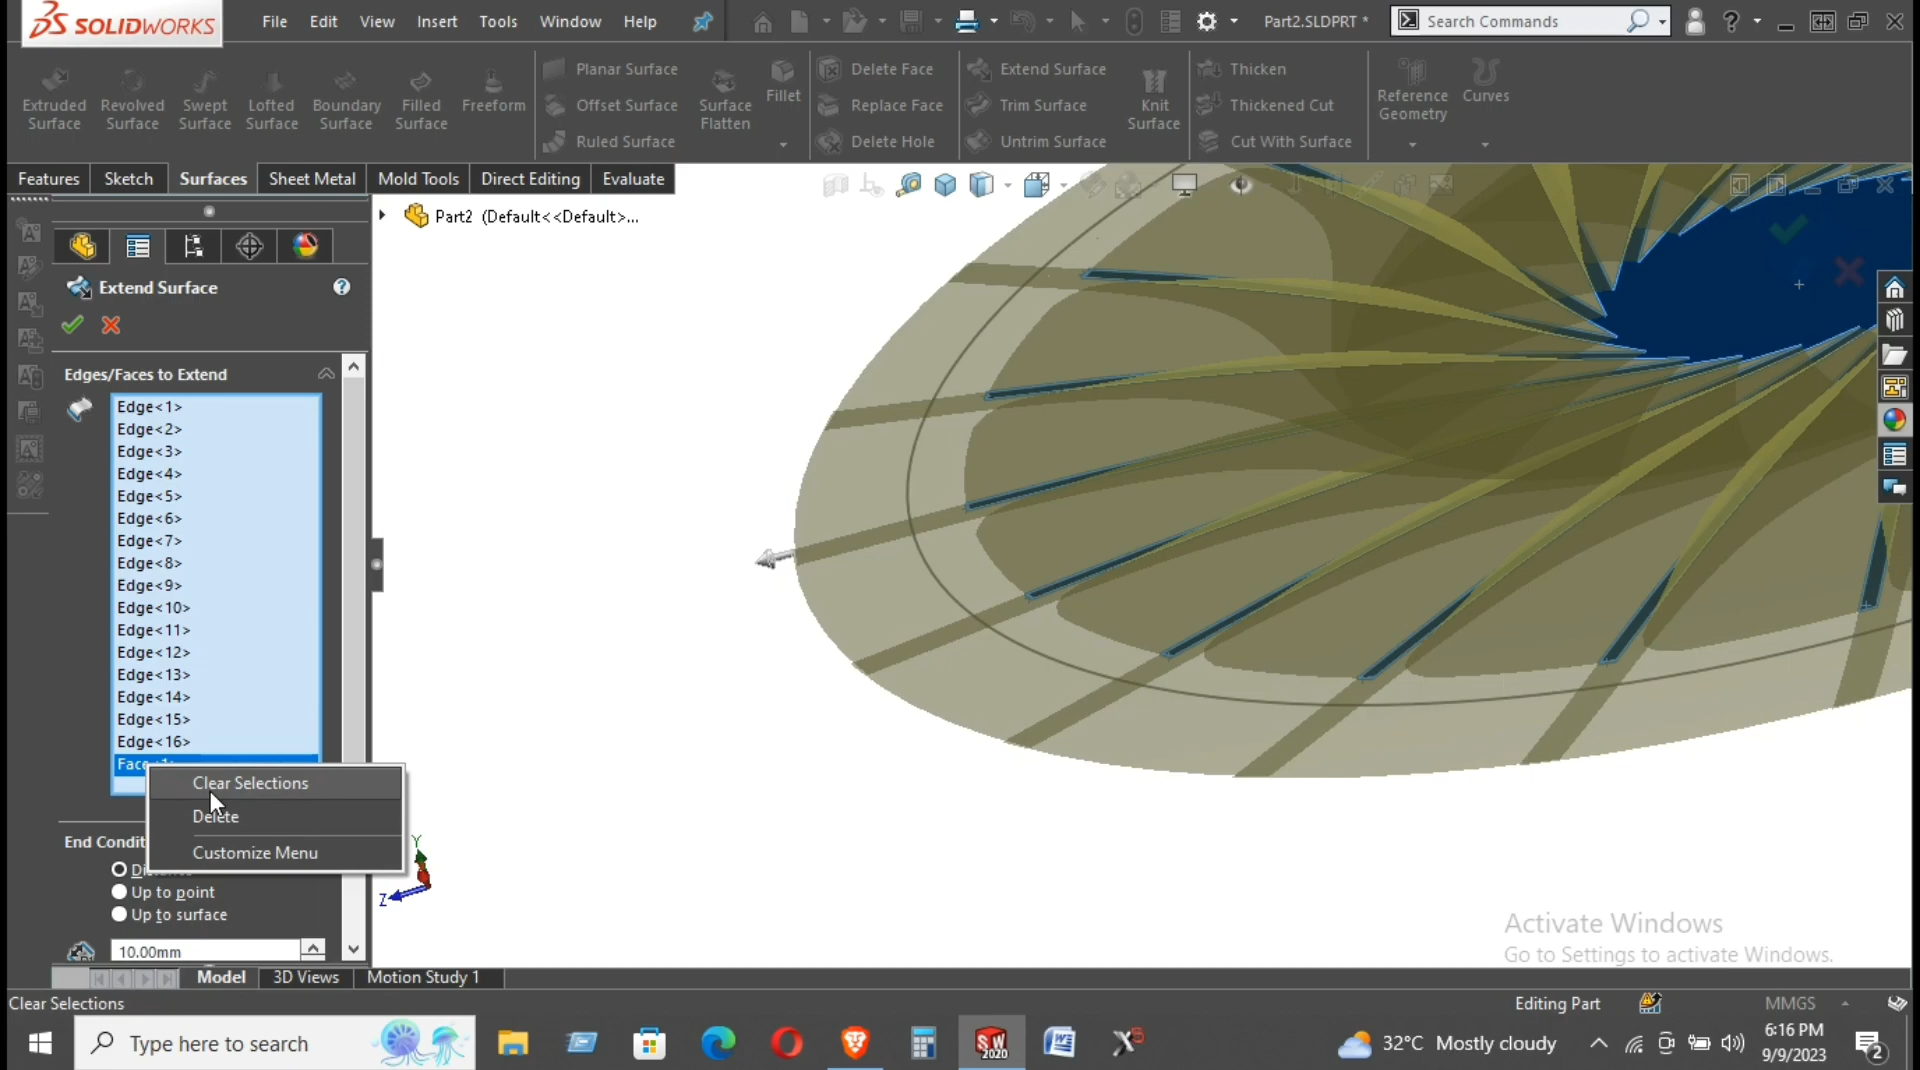 SOLIDWORKS File Edit View Insert Tools Window Help Part2.SLDPRT * Search Commands
Extruded Surface
Revolved Surface
Swept Surface
Lofted Surface
Boundary Surface
Filled Surface
Freeform
Planar Surface
Offset Surface
Ruled Surface
Surface Flatten
Fillet
Delete Face
Replace Face
Delete Hole
Extend Surface
Trim Surface
Untrim Surface
Knit Surface
Thicken
Thickened Cut
Cut With Surface
Reference Geometry
Curves
Features Sketch Surfaces Sheet Metal Mold Tools Direct Editing Evaluate
Part2 (Default<<Default>...
Extend Surface
Edges/Faces to Extend
Edge<1>
Edge<2>
Edge<3>
Edge<4>
Edge<5>
Edge<6>
Edge<7>
Edge<8>
Edge<9>
Edge<10>
Edge<11>
Edge<12>
Edge<13>
Edge<14>
Edge<15>
Edge<16>
Clear Selections
Delete
Customize Menu
Up to point
Up to surface
10.00mm
Y
Z
Activate Windows
Go to Settings to activate Windows.
Model 3D Views Motion Study 1
Clear Selections Editing Part MMGS
Type here to search
SW 2020
32°C Mostly cloudy
6:16 PM
9/9/2023
2